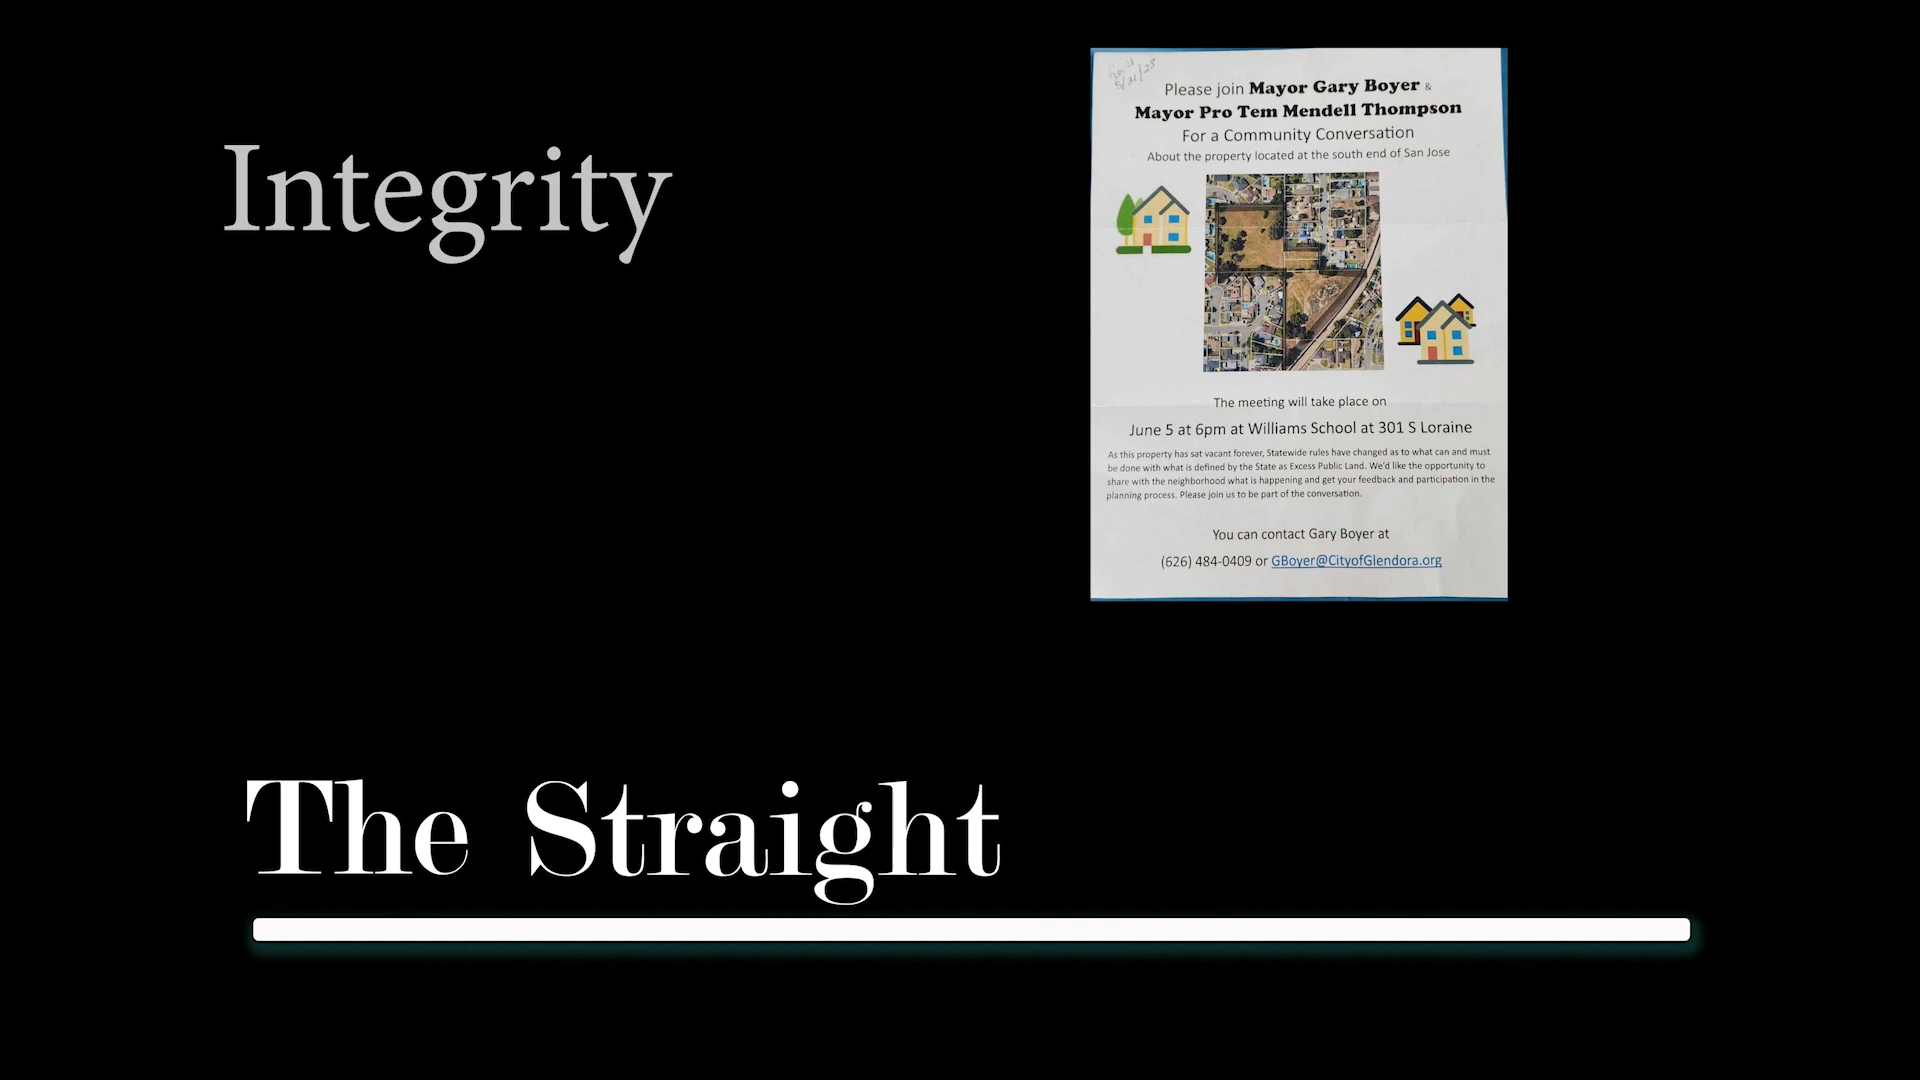 Integrity
5/31/23
Please join Mayor Gary Boyer &
Mayor Pro Tem Mendell Thompson
For a Community Conversation
About the property located at the south end of San Jose
The meeting will take place on
June 5 at 6pm at Williams School at 301 S Loraine
As this property has sat vacant forever, Statewide rules have changed as to what can and must
be done with what is defined by the State as Excess Public Land. We'd like the opportunity to
share with the neighborhood what is happening and get your feedback and participation in the
planning process. Please join us to be part of the conversation.
You can contact Gary Boyer at
(626) 484-0409 or GBoyer@CityofGlendora.org
The Straight